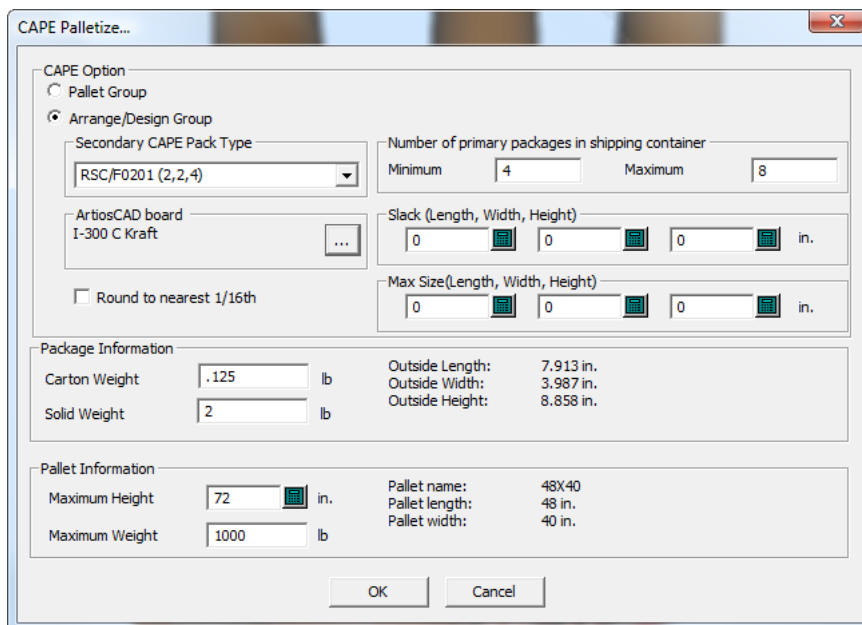 CAPE Palletize...
CAPE Option
Pallet Group
Arrange/Design Group
Secondary CAPE Pack Type
RSC/F0201 (2,2,4)
Number of primary packages in shipping container
Minimum 4 Maximum 8
ArtiosCAD board
I-300 C Kraft
...
Slack (Length, Width, Height)
0 0 0 in.
Round to nearest 1/16th
Max Size(Length, Width, Height)
0 0 0 in.
Package Information
Carton Weight .125 lb
Solid Weight 2 lb
Outside Length: 7.913 in.
Outside Width: 3.987 in.
Outside Height: 8.858 in.
Pallet Information
Maximum Height 72 in.
Maximum Weight 1000 lb
Pallet name: 48X40
Pallet length: 48 in.
Pallet width: 40 in.
OK Cancel